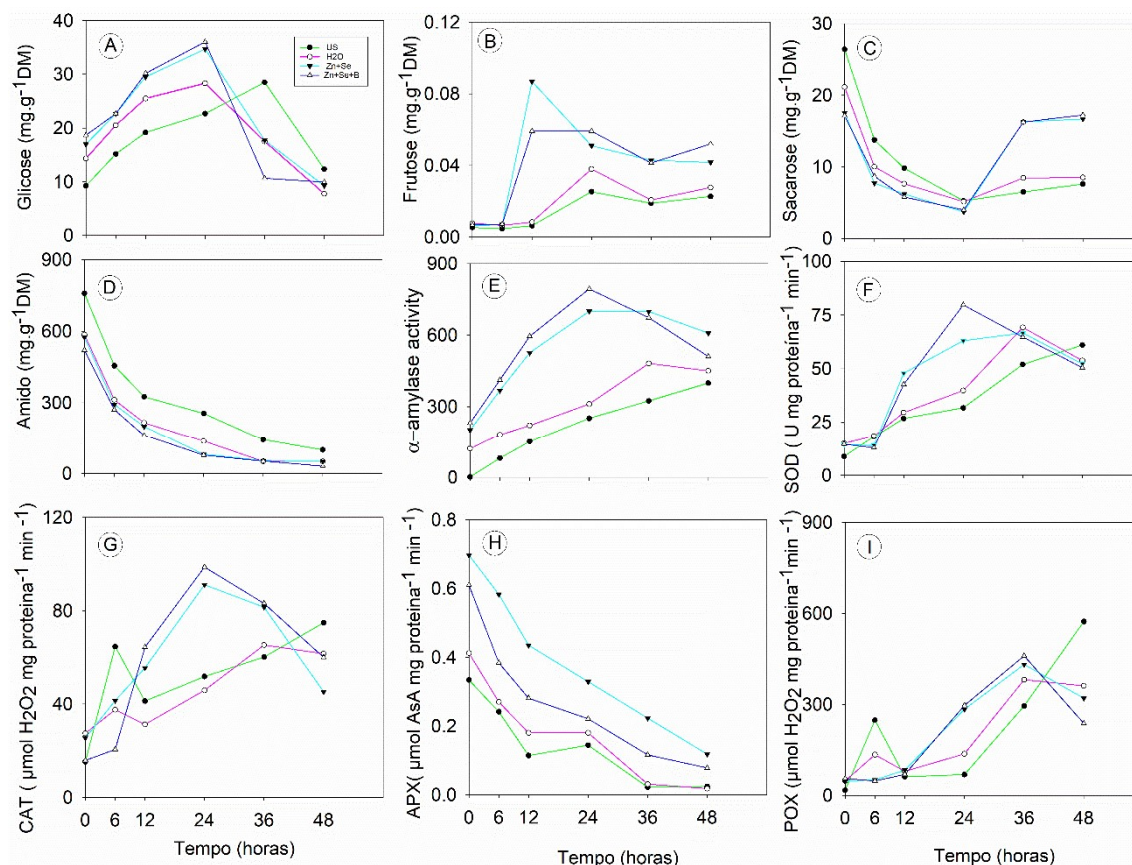 A
Glicose (mg.g⁻¹DM)
40
30
20
10
0
US
H2O
Zn+Se
Zn+Se+B
B
Frutose (mg.g⁻¹DM)
0.12
0.08
0.04
0.00
C
Sacarose (mg.g⁻¹DM)
30
20
10
0
D
Amido (mg.g⁻¹DM)
900
600
300
0
E
α−amylase activity
900
600
300
0
F
SOD ( U mg proteina⁻¹ min⁻¹)
100
75
50
25
0
G
CAT ( µmol H₂O₂ mg proteina⁻¹ min ⁻¹)
120
80
40
0
0 6 12 24 36 48
Tempo (horas)
H
APX( µmol AsA mg proteina⁻¹ min ⁻¹)
0.8
0.6
0.4
0.2
0.0
0 6 12 24 36 48
Tempo (horas)
I
POX (µmol H₂O₂ mg proteina⁻¹min ⁻¹)
900
600
300
0
0 6 12 24 36 48
Tempo (horas)